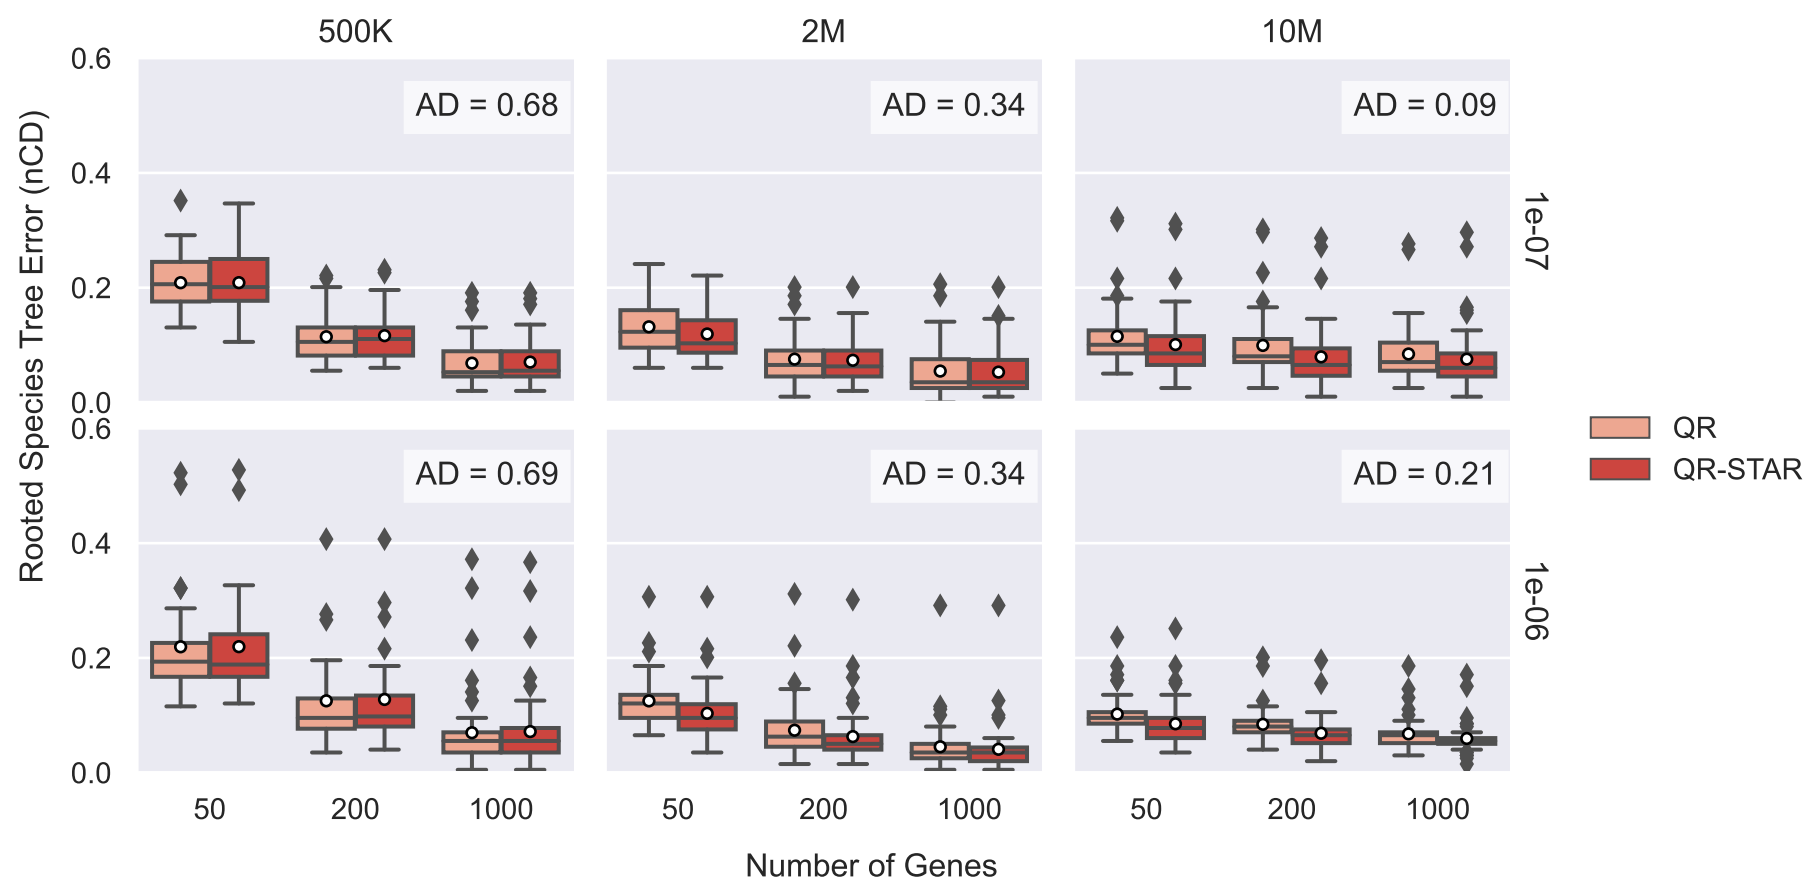 500K 2M 10M
Rooted Species Tree Error (nCD)
0.6
0.4
0.2
0.0
AD = 0.68
AD = 0.34
AD = 0.09
1e-07
0.6
0.4
0.2
0.0
AD = 0.69
AD = 0.34
AD = 0.21
1e-06
50 200 1000
50 200 1000
50 200 1000
Number of Genes
QR
QR-STAR